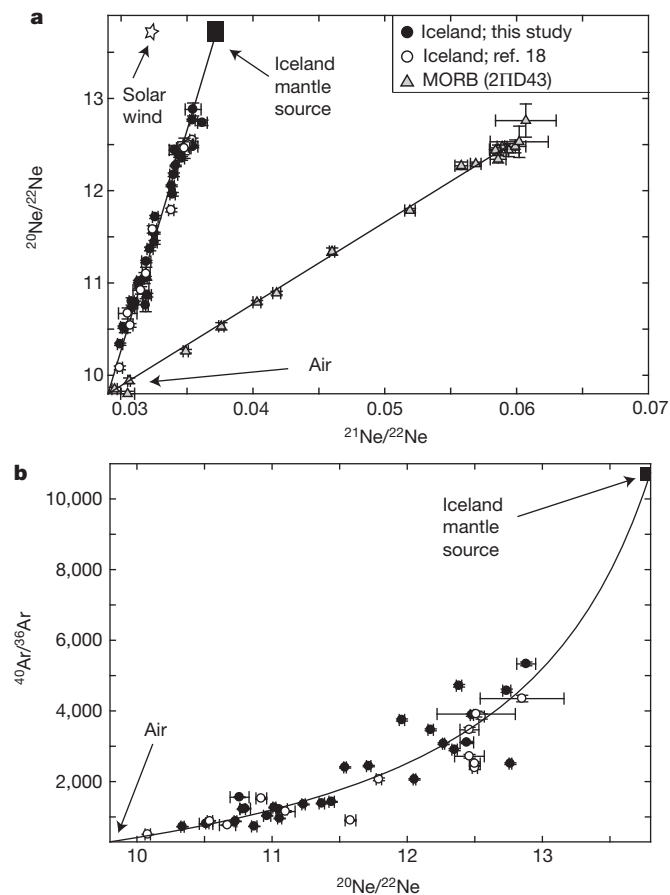 a
Solar
wind
Iceland
mantle
source
Iceland; this study
Iceland; ref. 18
MORB (2ΠD43)
Air
13
12
11
10
²⁰Ne/²²Ne
0.03
0.04
0.05
0.06
0.07
²¹Ne/²²Ne
b
10,000
8,000
6,000
4,000
2,000
⁴⁰Ar/³⁶Ar
Iceland
mantle
source
Air
10
11
12
13
²⁰Ne/²²Ne